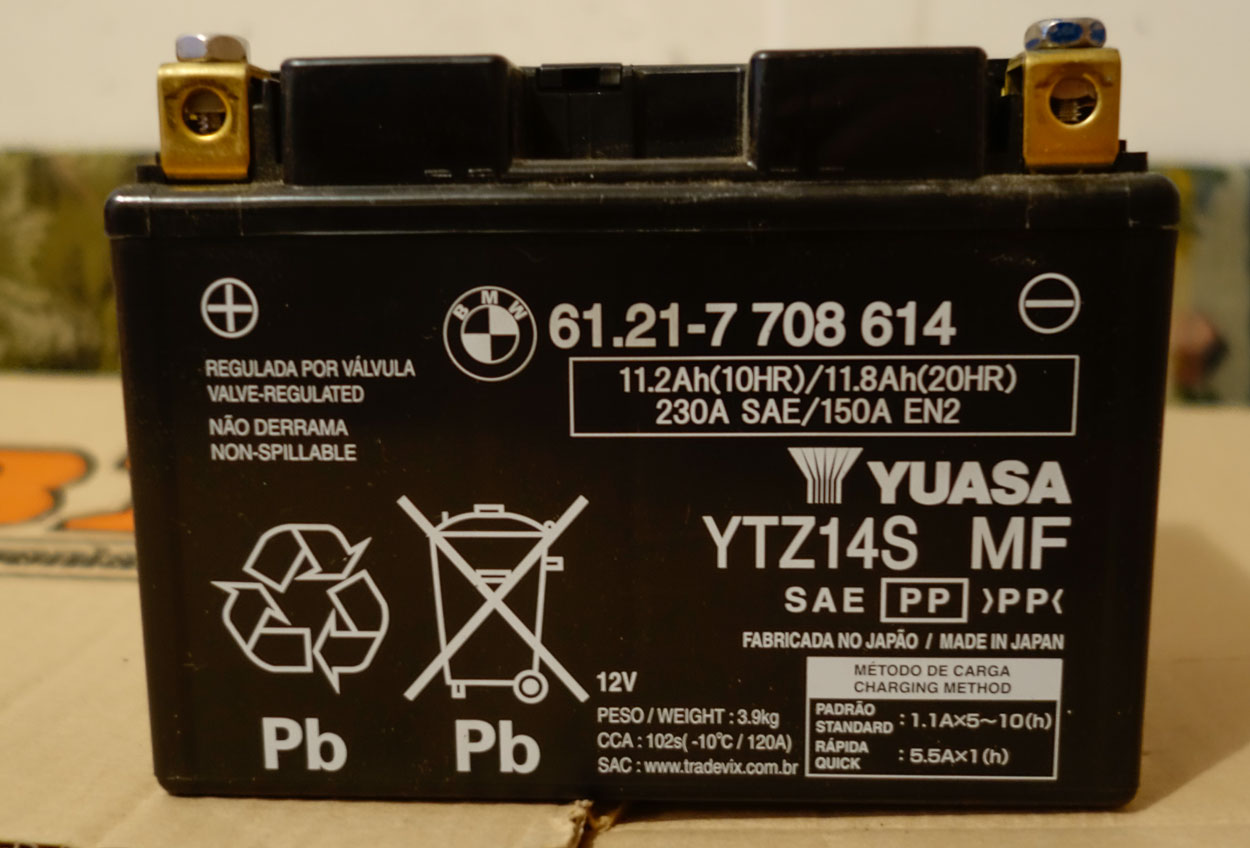 BMW 61.21-7 708 614
11.2Ah(10HR)/11.8Ah(20HR)
230A SAE/150A EN2
REGULADA POR VÁLVULA
VALVE-REGULATED
NÃO DERRAMA
NON-SPILLABLE
YUASA
YTZ14S MF
SAE PP >PP<
FABRICADA NO JAPÃO / MADE IN JAPAN
MÉTODO DE CARGA
CHARGING METHOD
PADRÃO
STANDARD : 1.1A×5~10(h)
RÁPIDA
QUICK : 5.5A×1(h)
12V
PESO / WEIGHT : 3.9kg
CCA : 102s( -10℃ / 120A)
SAC : www.tradevix.com.br
Pb
Pb